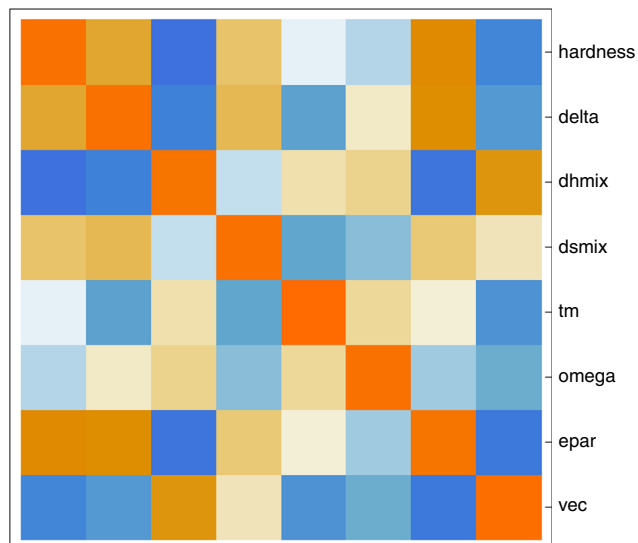 hardness
delta
dhmix
dsmix
tm
omega
epar
vec